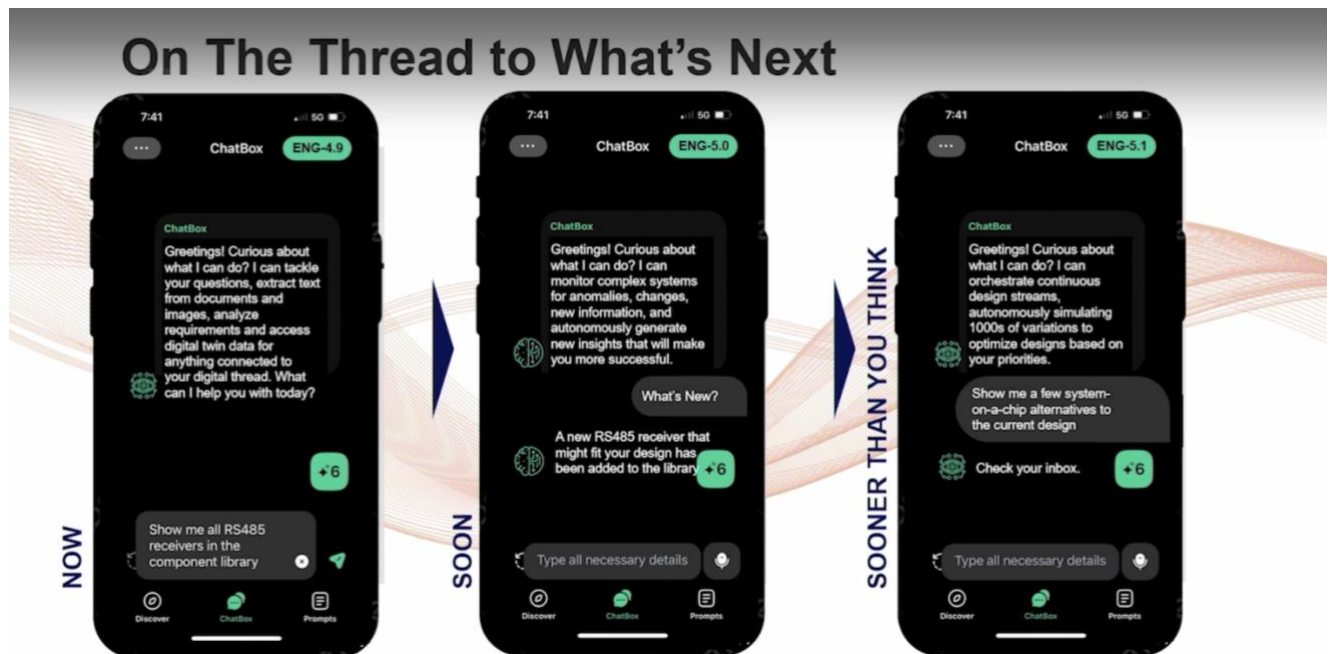 On The Thread to What's Next
NOW
7:41
5G
...
ChatBox
ENG-4.9
ChatBox
Greetings! Curious about
what I can do? I can tackle
your questions, extract text
from documents and
images, analyze
requirements and access
digital twin data for
anything connected to
your digital thread. What
can I help you with today?
6
Show me all RS485
receivers in the
component library
Discover
ChatBox
Prompts
SOON
7:41
5G
...
ChatBox
ENG-5.0
ChatBox
Greetings! Curious about
what I can do? I can
monitor complex systems
for anomalies, changes,
new information, and
autonomously generate
new insights that will make
you more successful.
What's New?
A new RS485 receiver that
might fit your design has
been added to the library
6
Type all necessary details
Discover
ChatBox
Prompts
SOONER THAN YOU THINK
7:41
5G
...
ChatBox
ENG-5.1
ChatBox
Greetings! Curious about
what I can do? I can
orchestrate continuous
design streams,
autonomously simulating
1000s of variations to
optimize designs based on
your priorities.
Show me a few system-
on-a-chip alternatives to
the current design
Check your inbox.
6
Type all necessary details
Discover
ChatBox
Prompts